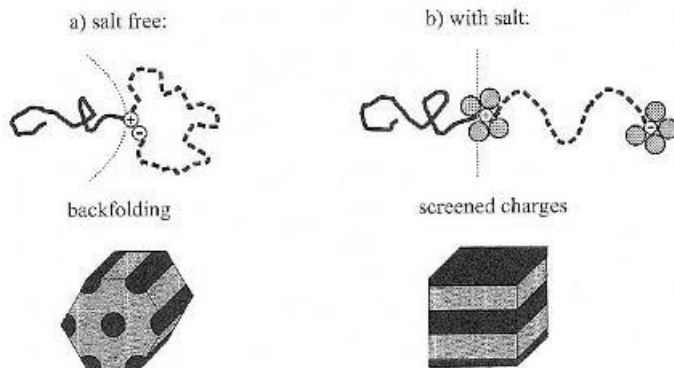 a) salt free:
b) with salt:
+
−
+
−
backfolding
screened charges